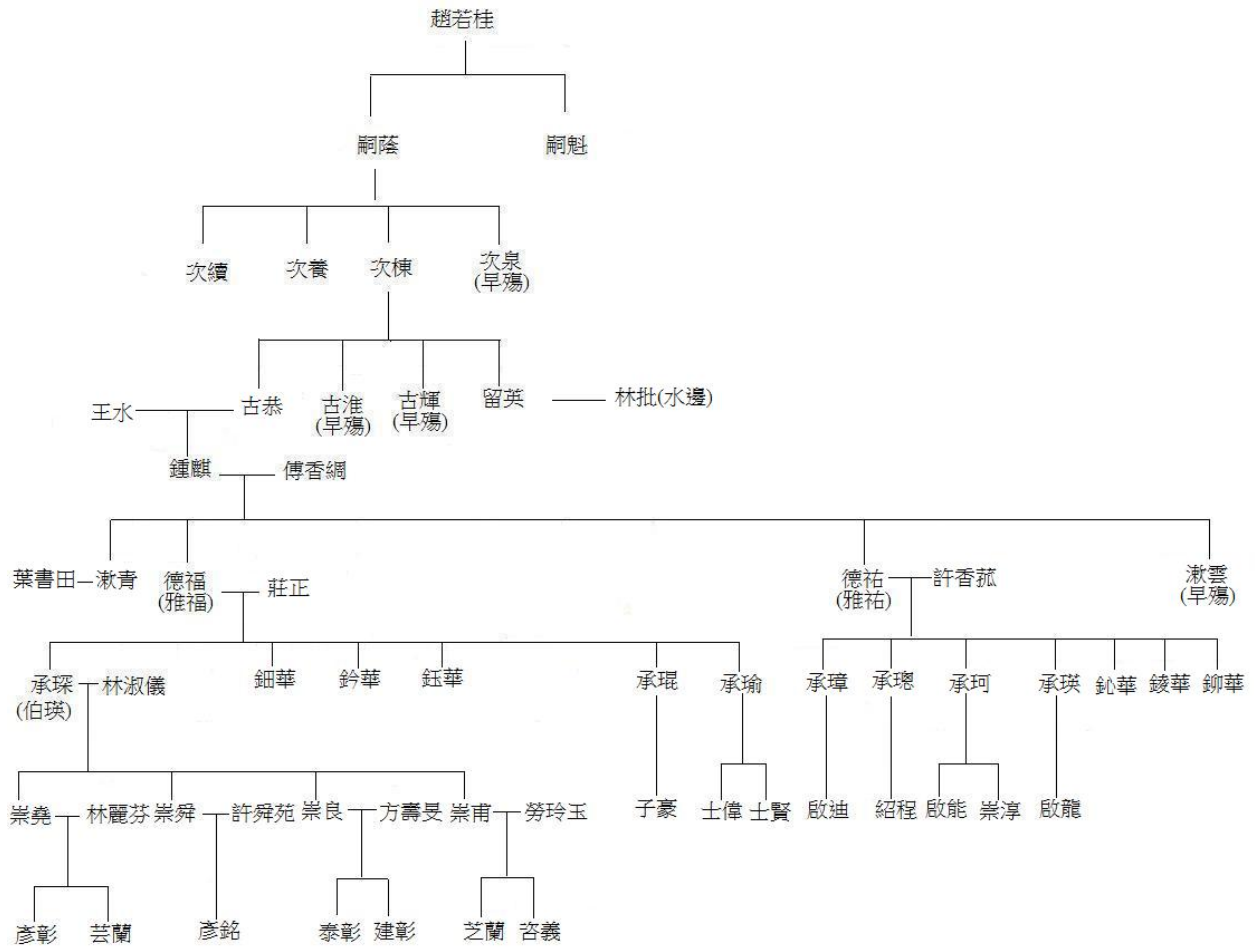 趙若桂
嗣蔭 嗣魁
次續 次養 次棟 次泉
(早殤)
王水 古恭 古淮 古輝 留英 林批(水邊)
(早殤) (早殤)
鍾麒 傅香綢
葉書田 漱青 德福 莊正 德祐 許香菰 漱雲
(雅福) (雅祐) (早殤)
承琛 林淑儀 鈿華 鈐華 鈺華 承琨 承瑜 承璋 承璁 承珂 承瑛 鈊華 錂華 鉚華
(伯瑛)
崇堯 林麗芬 崇舜 許舜苑 崇良 方壽旻 崇甫 勞玲玉 子豪 士偉 士賢 啟迪 紹程 啟能 崇淳 啟龍
彥彰 芸蘭 彥銘 泰彰 建彰 芝蘭 咨義